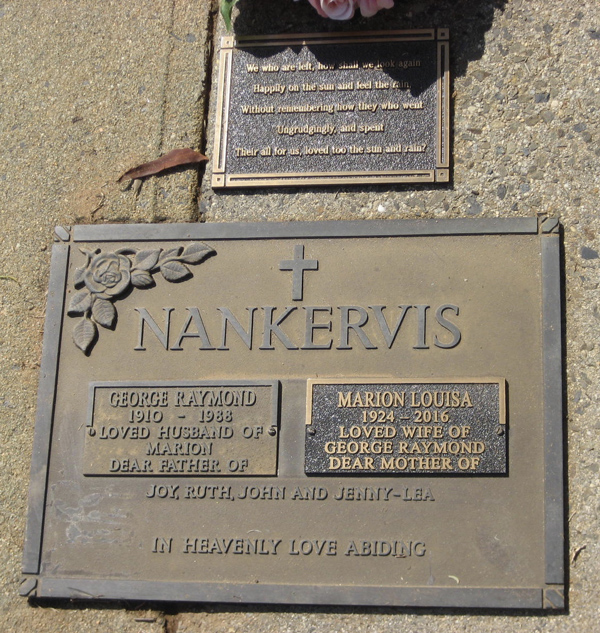 We who are left, how shall we look again
Happily on the sun and feel the rain,
Without remembering how they who went
Ungrudgingly, and spent
Their all for us, loved too the sun and rain?
NANKERVIS
GEORGE RAYMOND
1910 - 1988
LOVED HUSBAND OF
MARION
DEAR FATHER OF
MARION LOUISA
1924 - 2016
LOVED WIFE OF
GEORGE RAYMOND
DEAR MOTHER OF
JOY, RUTH, JOHN AND JENNY-LEA
IN HEAVENLY LOVE ABIDING